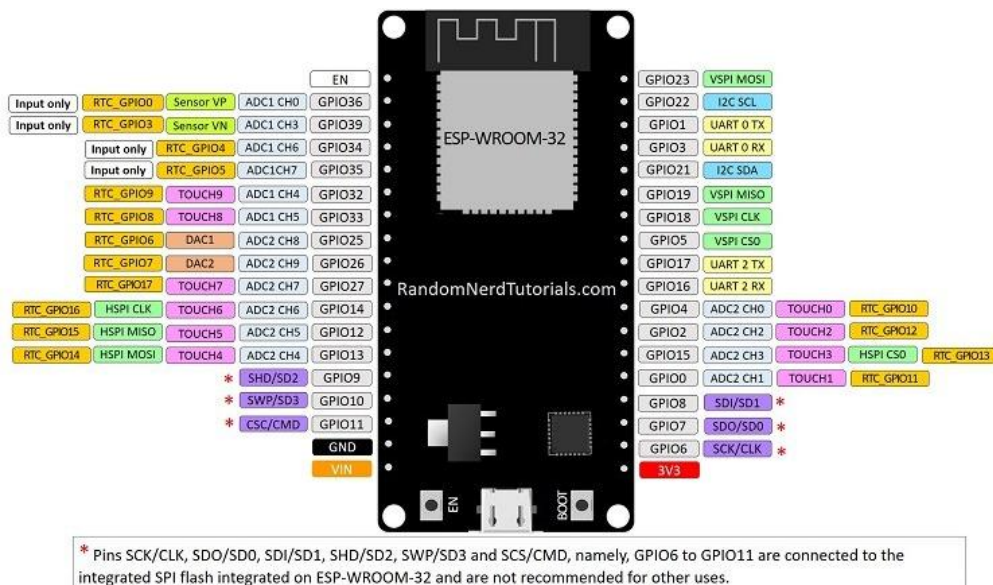 EN
Input only RTC_GPIO0 Sensor VP ADC1 CH0 GPIO36
Input only RTC_GPIO3 Sensor VN ADC1 CH3 GPIO39
Input only RTC_GPIO4 ADC1 CH6 GPIO34
Input only RTC_GPIO5 ADC1CH7 GPIO35
RTC_GPIO9 TOUCH9 ADC1 CH4 GPIO32
RTC_GPIO8 TOUCH8 ADC1 CH5 GPIO33
RTC_GPIO6 DAC1 ADC2 CH8 GPIO25
RTC_GPIO7 DAC2 ADC2 CH9 GPIO26
RTC_GPIO17 TOUCH7 ADC2 CH7 GPIO27
RTC_GPIO16 HSPI CLK TOUCH6 ADC2 CH6 GPIO14
RTC_GPIO15 HSPI MISO TOUCH5 ADC2 CH5 GPIO12
RTC_GPIO14 HSPI MOSI TOUCH4 ADC2 CH4 GPIO13
* SHD/SD2 GPIO9
* SWP/SD3 GPIO10
* CSC/CMD GPIO11
GND
VIN
ESP-WROOM-32
RandomNerdTutorials.com
EN
BOOT
GPIO23 VSPI MOSI
GPIO22 I2C SCL
GPIO1 UART 0 TX
GPIO3 UART 0 RX
GPIO21 I2C SDA
GPIO19 VSPI MISO
GPIO18 VSPI CLK
GPIO5 VSPI CS0
GPIO17 UART 2 TX
GPIO16 UART 2 RX
GPIO4 ADC2 CH0 TOUCH0 RTC_GPIO10
GPIO2 ADC2 CH2 TOUCH2 RTC_GPIO12
GPIO15 ADC2 CH3 TOUCH3 HSPI CS0 RTC_GPIO13
GPIO0 ADC2 CH1 TOUCH1 RTC_GPIO11
GPIO8 SDI/SD1 *
GPIO7 SDO/SD0 *
GPIO6 SCK/CLK *
3V3
* Pins SCK/CLK, SDO/SD0, SDI/SD1, SHD/SD2, SWP/SD3 and SCS/CMD, namely, GPIO6 to GPIO11 are connected to the
integrated SPI flash integrated on ESP-WROOM-32 and are not recommended for other uses.